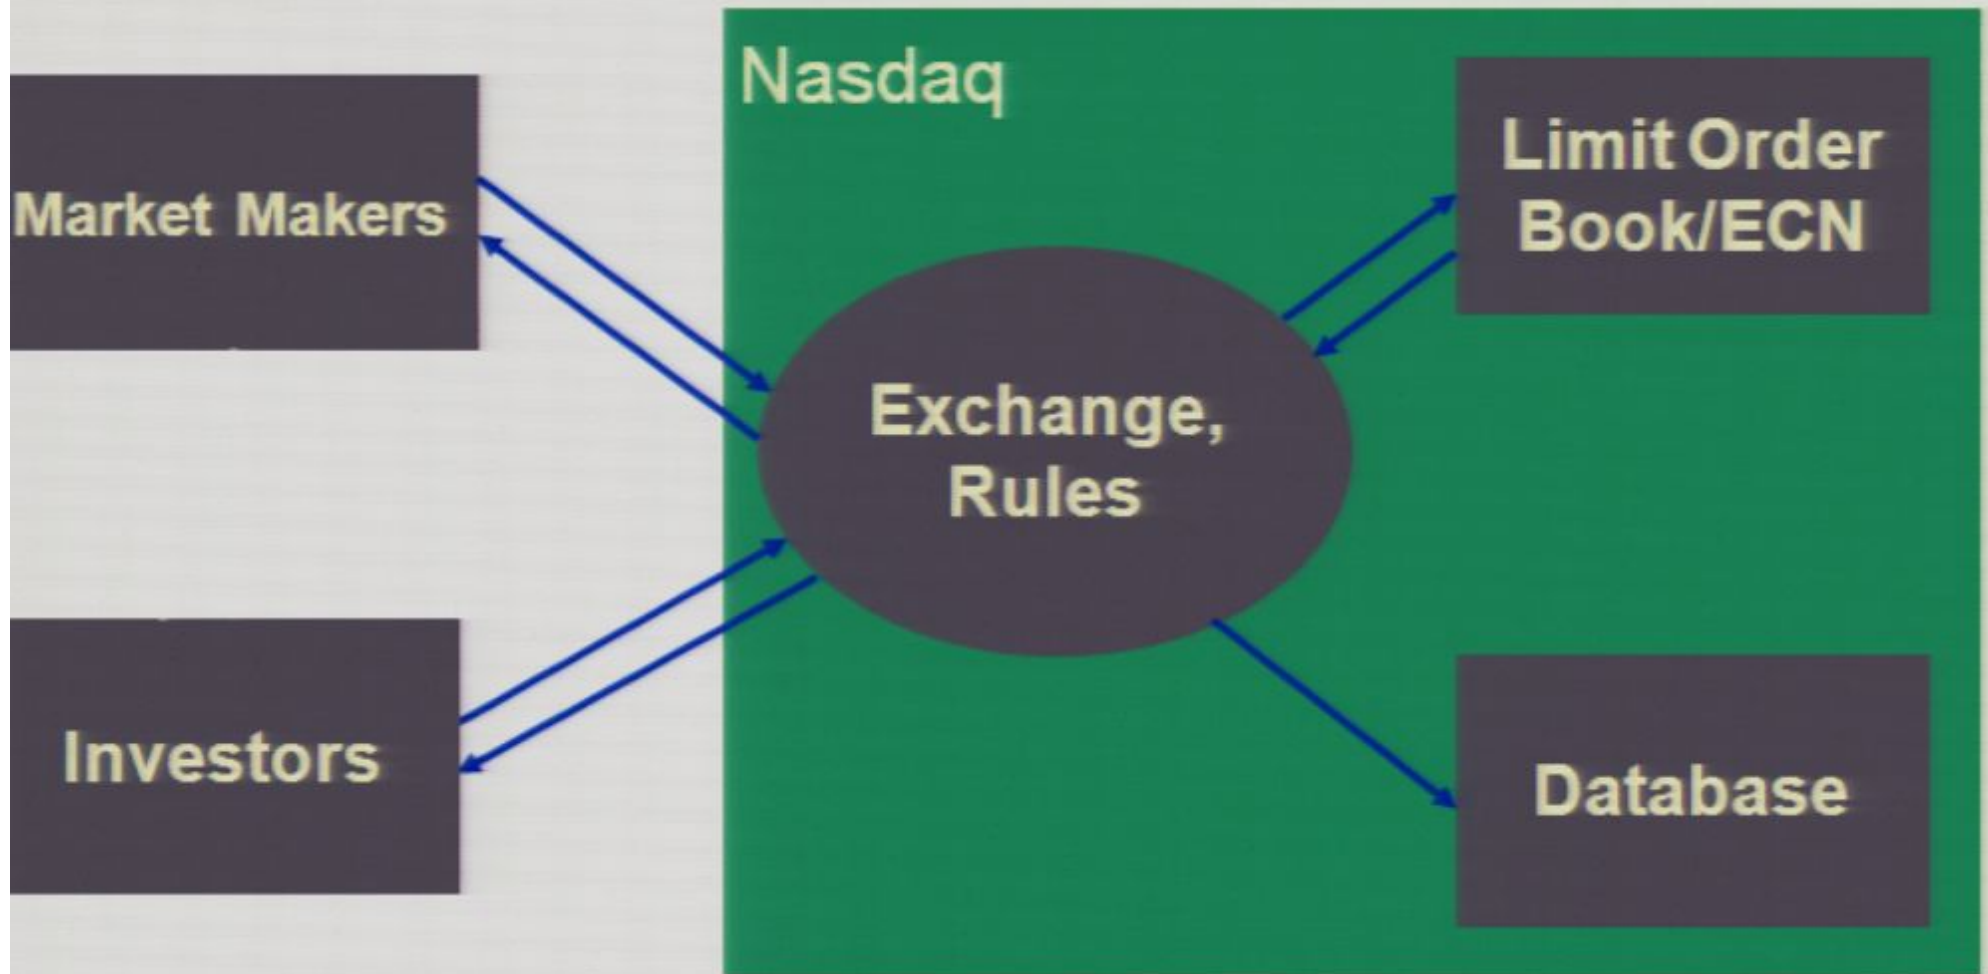 Nasdaq
Market Makers
Limit Order
Book/ECN
Exchange,
Rules
Investors
Database